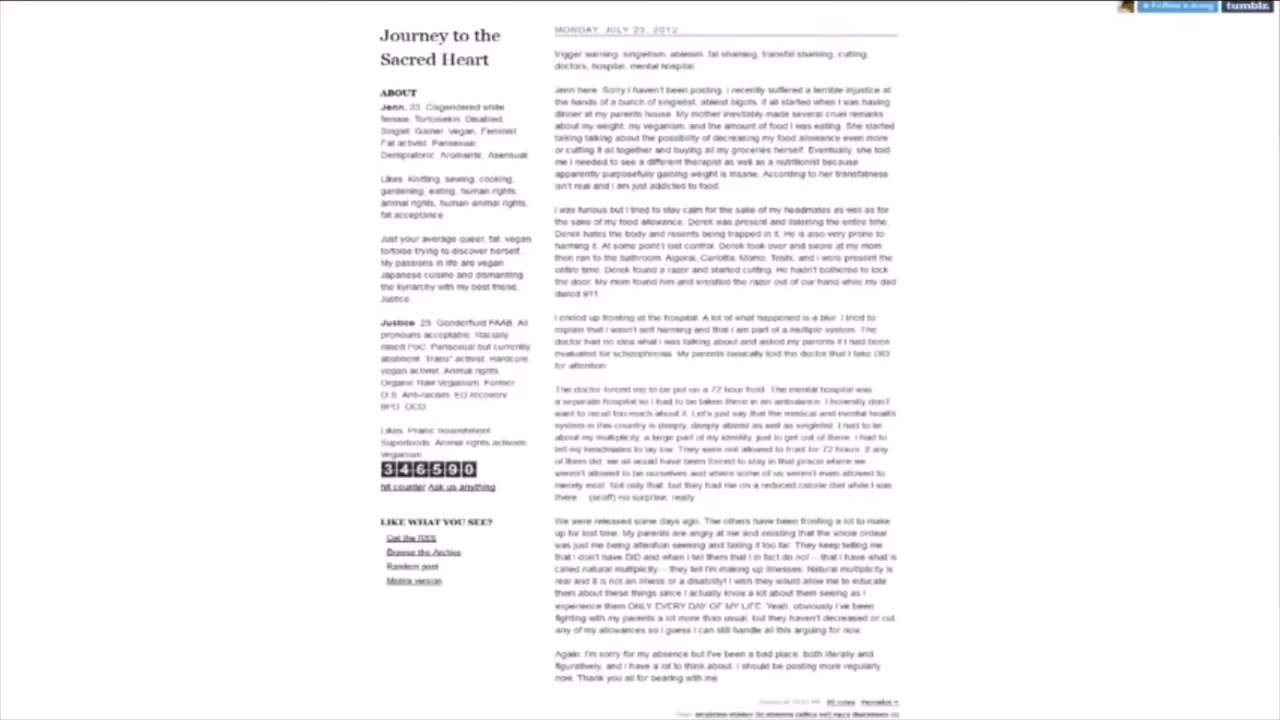 tumblr.
Journey to the
Sacred Heart
ABOUT
Jenn. 23. Cisgendered white
female. Tortoisekin. Disabled.
Singlet. Gainer. Vegan. Feminist.
Fat activist. Pansexual.
Demiplatonic. Aromantic. Asensual.
Likes: Knitting, sewing, cooking,
gardening, eating, human rights,
animal rights, human-animal rights,
fat acceptance
Just your average queer, fat, vegan
tortoise trying to discover herself.
My passions in life are vegan
Japanese cuisine and dismantling
the kyriarchy with my best friend,
Justice.
Justice. 23. Genderfluid FAAB. All
pronouns acceptable. Racially
mixed PoC. Pansexual but currently
abstinent. Trans* activist. Hardcore
vegan activist. Animal rights.
Organic Raw Veganism. Former
Anti-racism. ED recovery.
BPD. OCD.
Likes: Pranic nourishment.
Superfoods. Animal rights activism.
Veganism.
346590
hit counter Ask us anything
LIKE WHAT YOU SEE?
Get the RSS
Browse the Archive
Random post
Mobile version
MONDAY, JULY 23, 2012
trigger warning: singletism, ableism, fat shaming, transfat shaming, cutting,
doctors, hospital, mental hospital
Jenn here. Sorry I haven't been posting. I recently suffered a terrible injustice at
the hands of a bunch of singletist, ableist bigots. It all started when I was having
dinner at my parents house. My mother inevitably made several cruel remarks
about my weight, my veganism, and the amount of food I was eating. She started
talking talking about the possibility of decreasing my food allowance even more
or cutting it all together and buying all my groceries herself. Eventually, she told
me I needed to see a different therapist as well as a nutritionist because
apparently purposefully gaining weight is insane. According to her transfatness
isn't real and I am just addicted to food.
I was furious but I tried to stay calm for the sake of my headmates as well as for
the sake of my food allowance. Derek was present and listening the entire time.
Derek hates the body and resents being trapped in it. He is also very prone to
harming it. At some point I lost control. Derek took over and swore at my mom
then ran to the bathroom. Carlotta, Momo, Toshi, and I were present the
entire time. Derek found a razor and started cutting. He hadn't bothered to lock
the door. My mom found him and wrestled the razor out of our hand while my dad
dialed 911.
I ended up fronting at the hospital. A lot of what happened is a blur. I tried to
explain that I wasn't self harming and that I am part of a multiple system. The
doctor had no idea what I was talking about and asked my parents if I had been
evaluated for schizophrenia. My parents basically told the doctor that I fake DID
for attention.
The doctor forced me to be put on a 72 hour hold. The mental hospital was
a separate hospital so I had to be taken there in an ambulance. I honestly don't
want to recall too much about it. Let's just say that the medical and mental health
system in this country is deeply, deeply ableist as well as singletist. I had to lie
about my multiplicity, a large part of my identity, just to get out of there. I had to
tell my headmates to lay low. They were not allowed to front for 72 hours. If any
of them did, we all would have been forced to stay in that prison where we
weren't allowed to be ourselves and where some of us weren't even allowed to
merely exist. Not only that, but they had me on a reduced calorie diet while I was
there... (scoff) no surprise, really.
We were released some days ago. The others have been fronting a lot to make
up for lost time. My parents are angry at me and insisting that the whole ordeal
was just me being attention seeking and taking it too far. They keep telling me
that I don't have DID and when I tell them that I in fact do not -- that I have what is
called natural multiplicity -- they tell I'm making up illnesses. Natural multiplicity is
real and it is not an illness or a disability! I wish they would allow me to educate
them about these things since I actually know a lot about them seeing as I
experience them ONLY EVERY DAY OF MY LIFE. Yeah, obviously I've been
fighting with my parents a lot more than usual, but they haven't decreased or cut
any of my allowances so I guess I can still handle all this arguing for now.
Again, I'm sorry for my absence but I've been a bad place, both literally and
figuratively, and I have a lot to think about. I should be posting more regularly
now. Thank you all for bearing with me.
notes Permalink